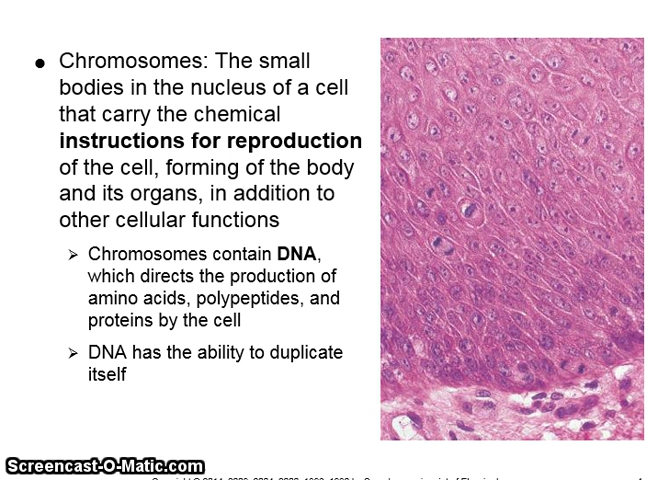 ● Chromosomes: The small
bodies in the nucleus of a cell
that carry the chemical
instructions for reproduction
of the cell, forming of the body
and its organs, in addition to
other cellular functions
➢ Chromosomes contain DNA,
which directs the production of
amino acids, polypeptides, and
proteins by the cell
➢ DNA has the ability to duplicate
itself
Screencast-O-Matic.com